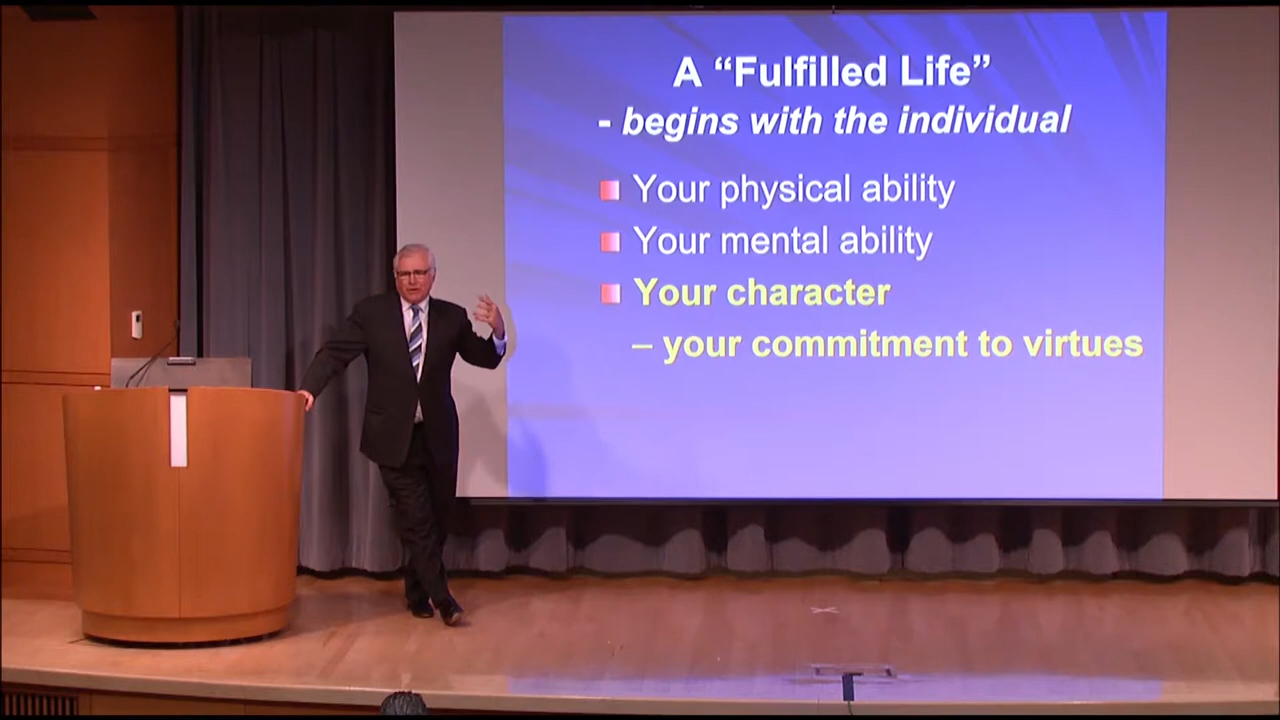 A “Fulfilled Life”
- begins with the individual
Your physical ability
Your mental ability
Your character
– your commitment to virtues